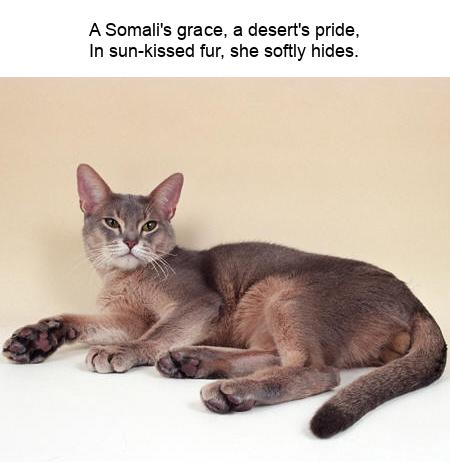 A Somali's grace, a desert's pride,
In sun-kissed fur, she softly hides.